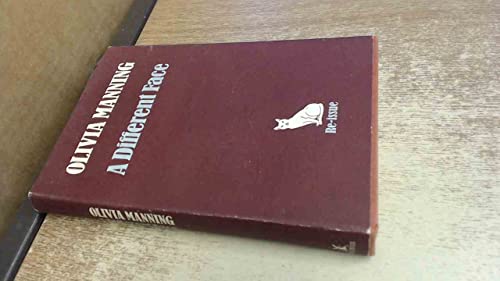 OLIVIA MANNING
A Different Face
Re-issue
OLIVIA MANNING